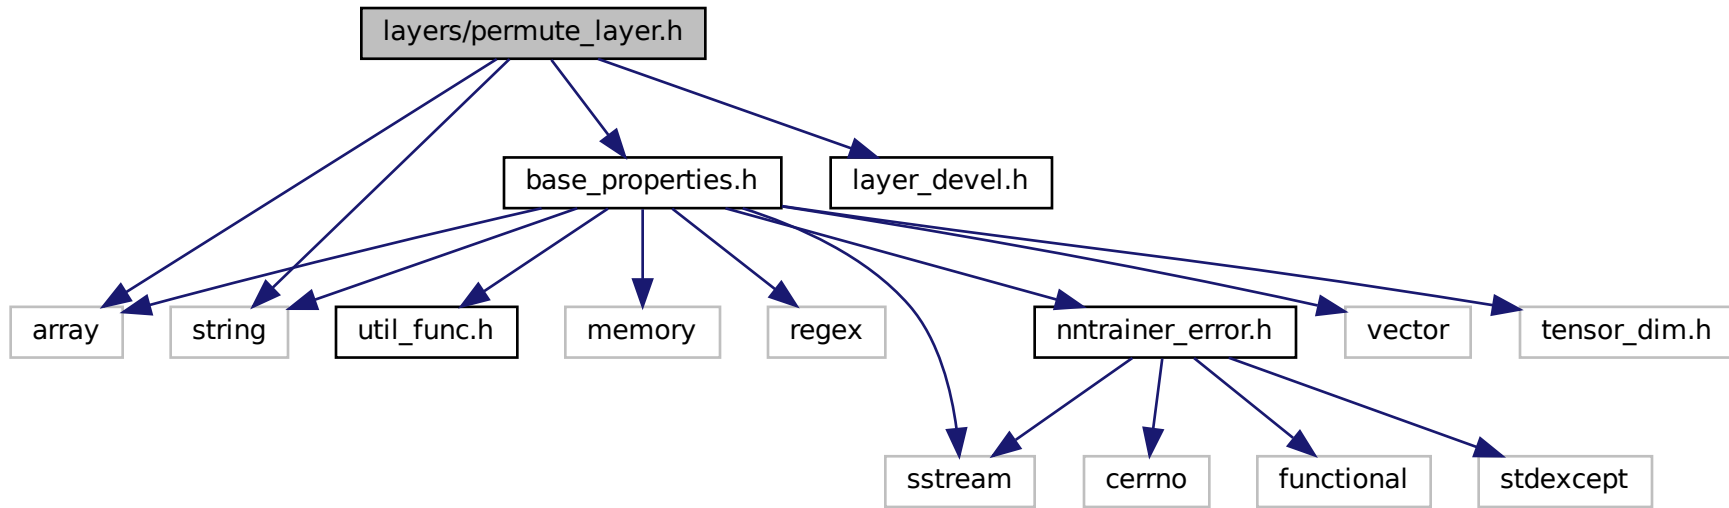 layers/permute_layer.h
base_properties.h
layer_devel.h
array
string
util_func.h
memory
regex
nntrainer_error.h
vector
tensor_dim.h
sstream
cerrno
functional
stdexcept